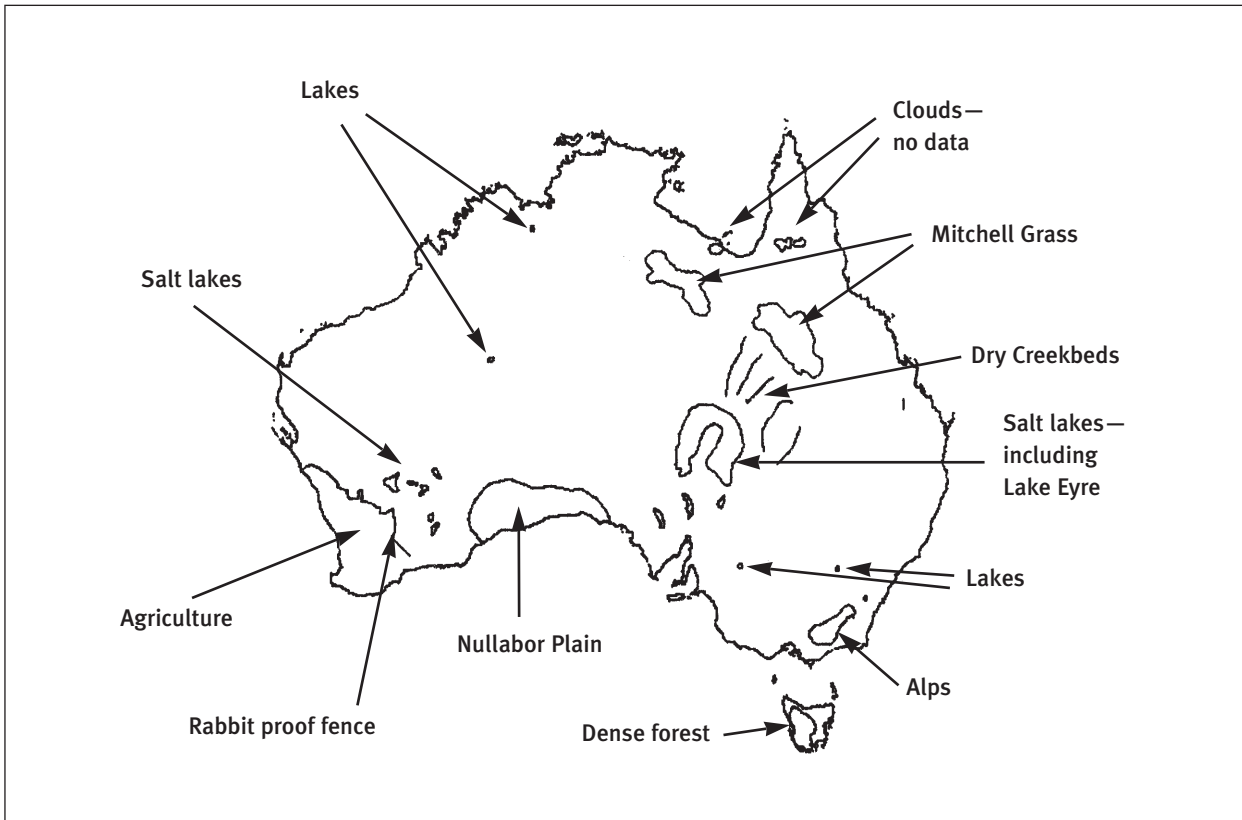 Lakes
Clouds—
no data
Mitchell Grass
Salt lakes
Dry Creekbeds
Salt lakes—
including
Lake Eyre
Lakes
Agriculture
Nullabor Plain
Alps
Rabbit proof fence
Dense forest